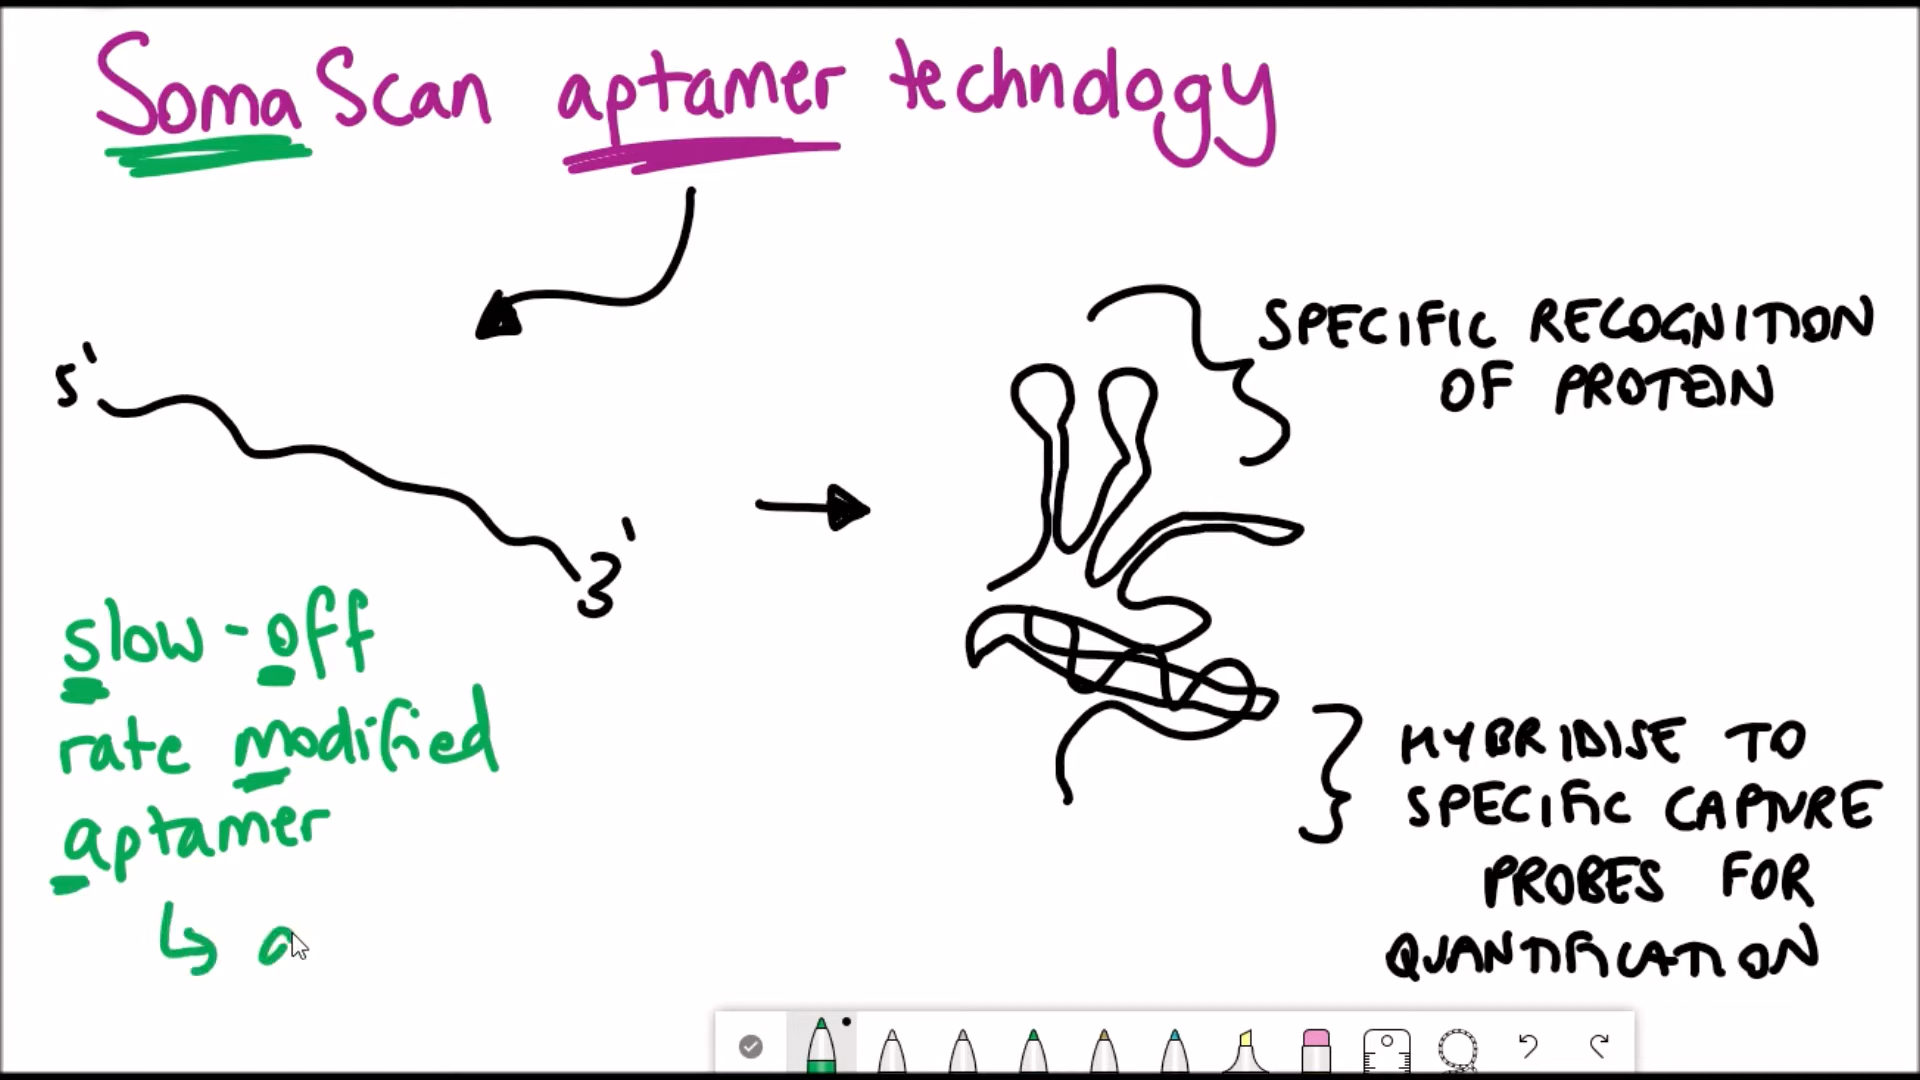 SomaScan aptamer technology
5'
3'
slow-off
rate modified
aptamer
↳ a
SPECIFIC RECOGNITION
OF PROTEIN
HYBRIDISE TO
SPECIFIC CAPTURE
PROBES FOR
QUANTIFICATION